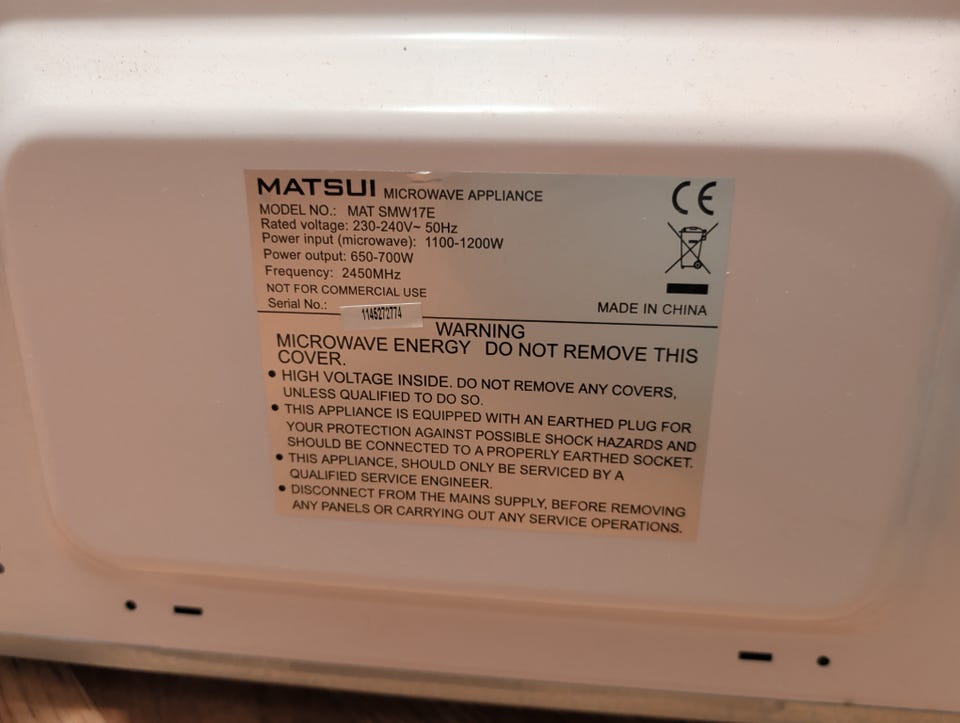 MATSUI MICROWAVE APPLIANCE
CE
MODEL NO.: MAT SMW17E
Rated voltage: 230-240V~ 50Hz
Power input (microwave): 1100-1200W
Power output: 650-700W
Frequency: 2450MHz
NOT FOR COMMERCIAL USE
Serial No.: 1145272774
MADE IN CHINA
WARNING
MICROWAVE ENERGY DO NOT REMOVE THIS
COVER.
• HIGH VOLTAGE INSIDE. DO NOT REMOVE ANY COVERS,
UNLESS QUALIFIED TO DO SO.
• THIS APPLIANCE IS EQUIPPED WITH AN EARTHED PLUG FOR
YOUR PROTECTION AGAINST POSSIBLE SHOCK HAZARDS AND
SHOULD BE CONNECTED TO A PROPERLY EARTHED SOCKET.
• THIS APPLIANCE, SHOULD ONLY BE SERVICED BY A
QUALIFIED SERVICE ENGINEER.
• DISCONNECT FROM THE MAINS SUPPLY, BEFORE REMOVING
ANY PANELS OR CARRYING OUT ANY SERVICE OPERATIONS.